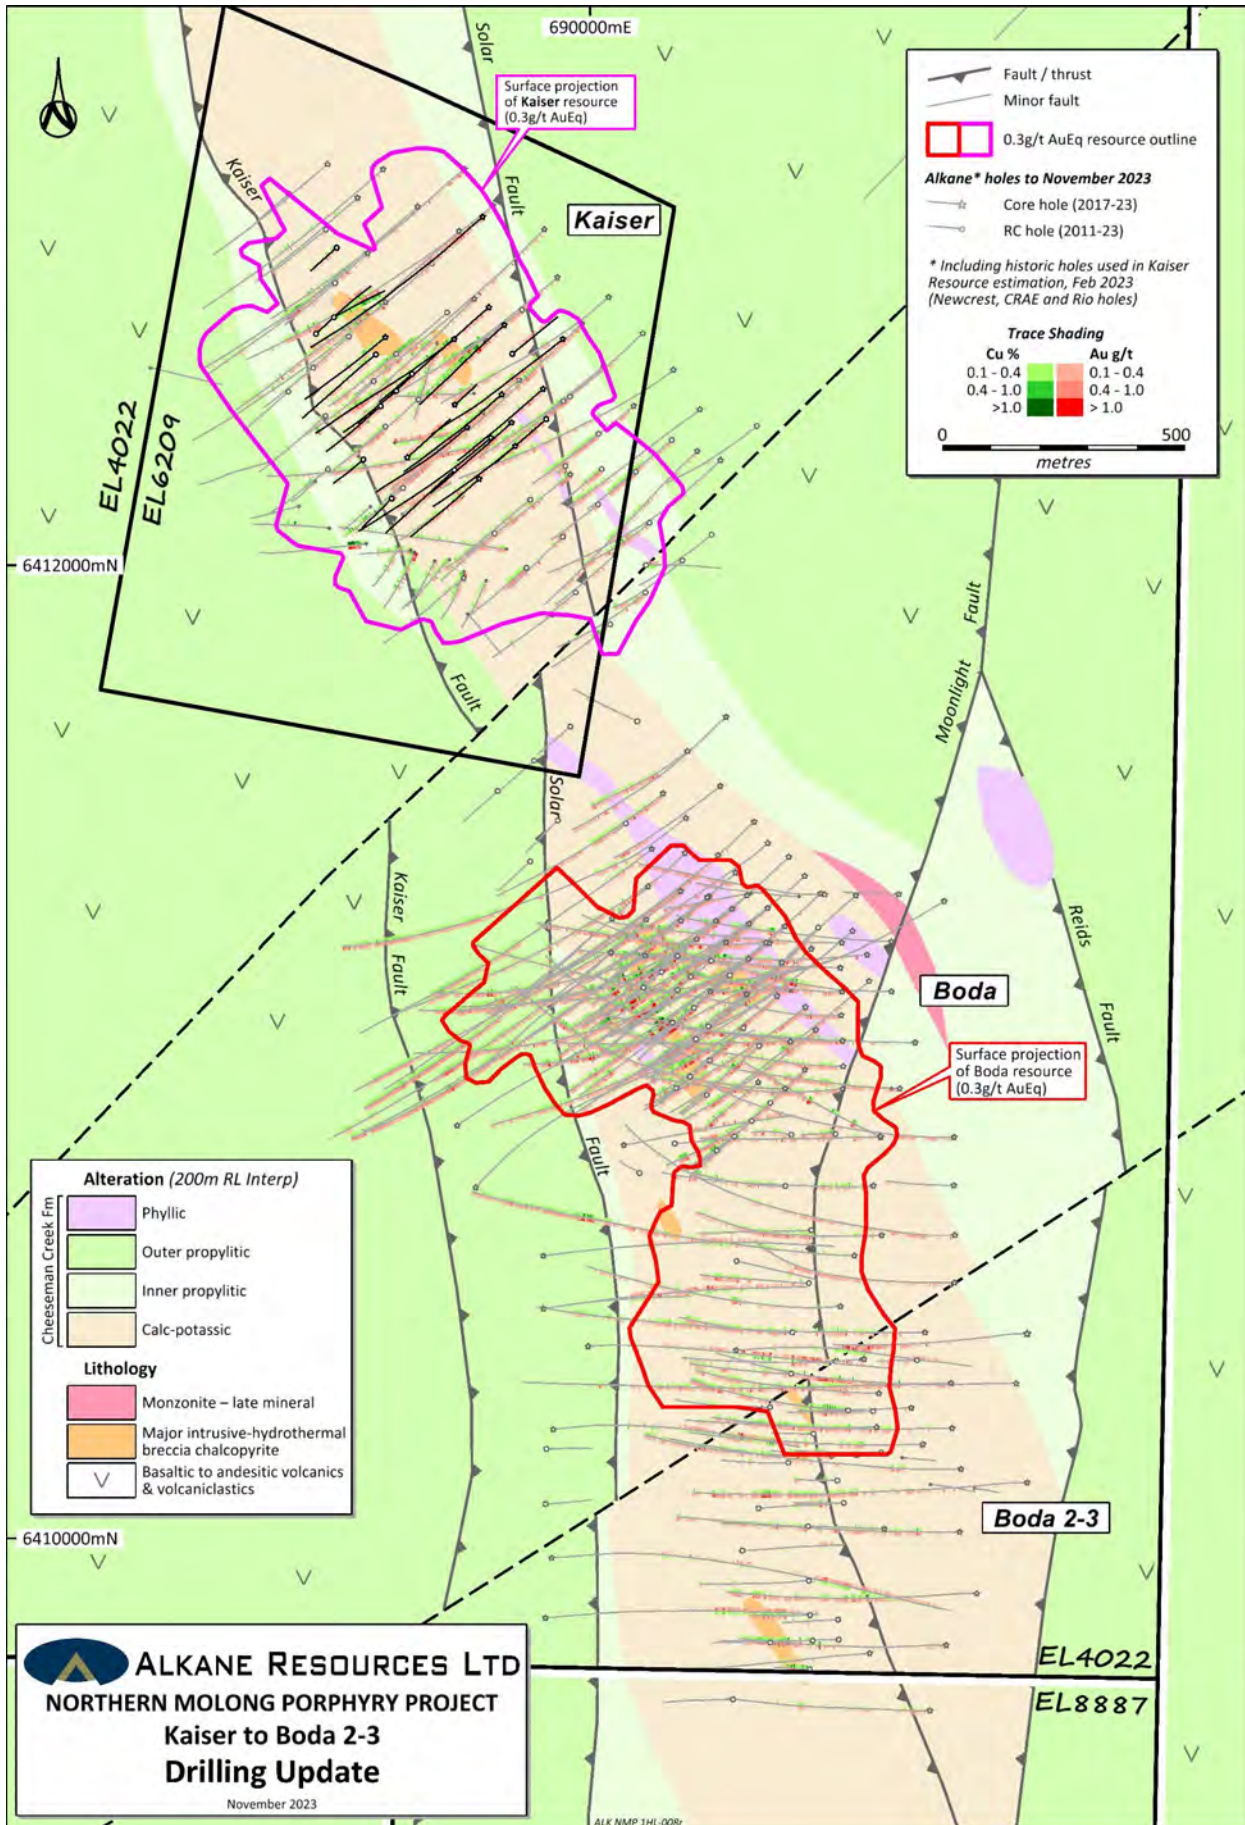 690000mE
Solar
Fault
Surface projection
of Kaiser resource
(0.3g/t AuEq)
Kaiser
Kaiser
Fault
EL4022
EL6209
6412000mN
Fault / thrust
Minor fault
0.3g/t AuEq resource outline
Alkane* holes to November 2023
Core hole (2017-23)
RC hole (2011-23)
* Including historic holes used in Kaiser
Resource estimation, Feb 2023
(Newcrest, CRAE and Rio holes)
Trace Shading
Cu % Au g/t
0.1 - 0.4 0.1 - 0.4
0.4 - 1.0 0.4 - 1.0
>1.0 > 1.0
0 500
metres
Moonlight Fault
Solar
Fault
Kaiser
Fault
Reids
Fault
Boda
Surface projection
of Boda resource
(0.3g/t AuEq)
Alteration (200m RL Interp)
Cheeseman Creek Fm
Phyllic
Outer propylitic
Inner propylitic
Calc-potassic
Lithology
Monzonite – late mineral
Major intrusive-hydrothermal
breccia chalcopyrite
Basaltic to andesitic volcanics
& volcaniclastics
6410000mN
Boda 2-3
EL4022
EL8887
ALKANE RESOURCES LTD
NORTHERN MOLONG PORPHYRY PROJECT
Kaiser to Boda 2-3
Drilling Update
November 2023